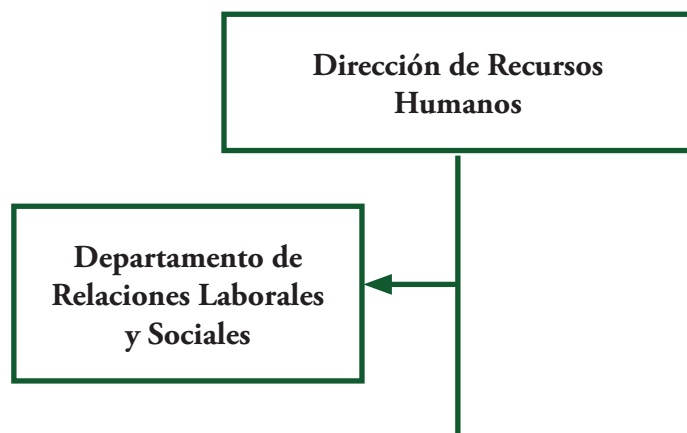 Dirección de Recursos
Humanos
Departamento de
Relaciones Laborales
y Sociales